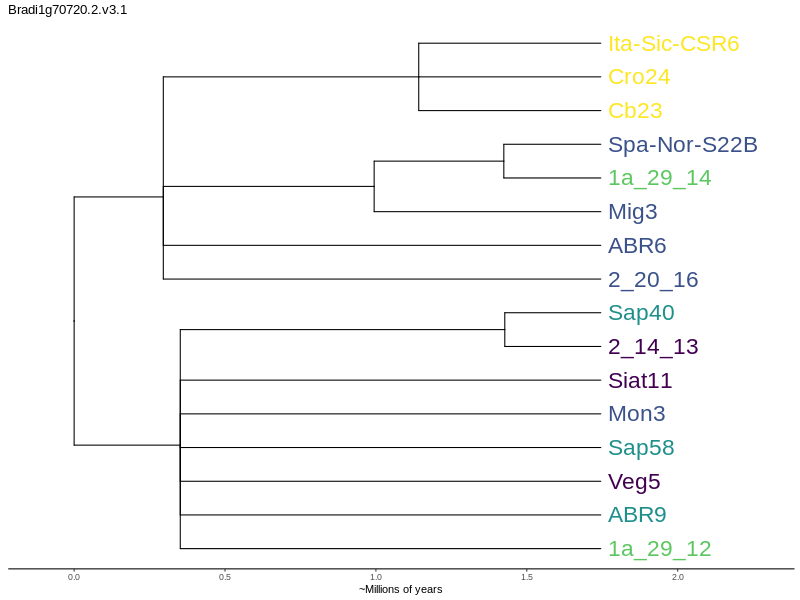 Bradi1g70720.2.v3.1
Ita-Sic-CSR6
Cro24
Cb23
Spa-Nor-S22B
1a_29_14
Mig3
ABR6
2_20_16
Sap40
2_14_13
Siat11
Mon3
Sap58
Veg5
ABR9
1a_29_12
0.0 0.5 1.0 1.5 2.0
~Millions of years